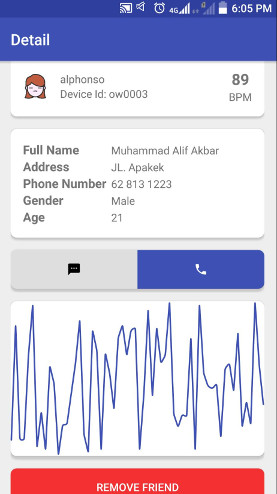 4G 6:05 PM
Detail
alphonso
Device Id: ow0003
89
BPM
Full Name Muhammad Alif Akbar
Address JL. Apakek
Phone Number 62 813 1223
Gender Male
Age 21
REMOVE FRIEND